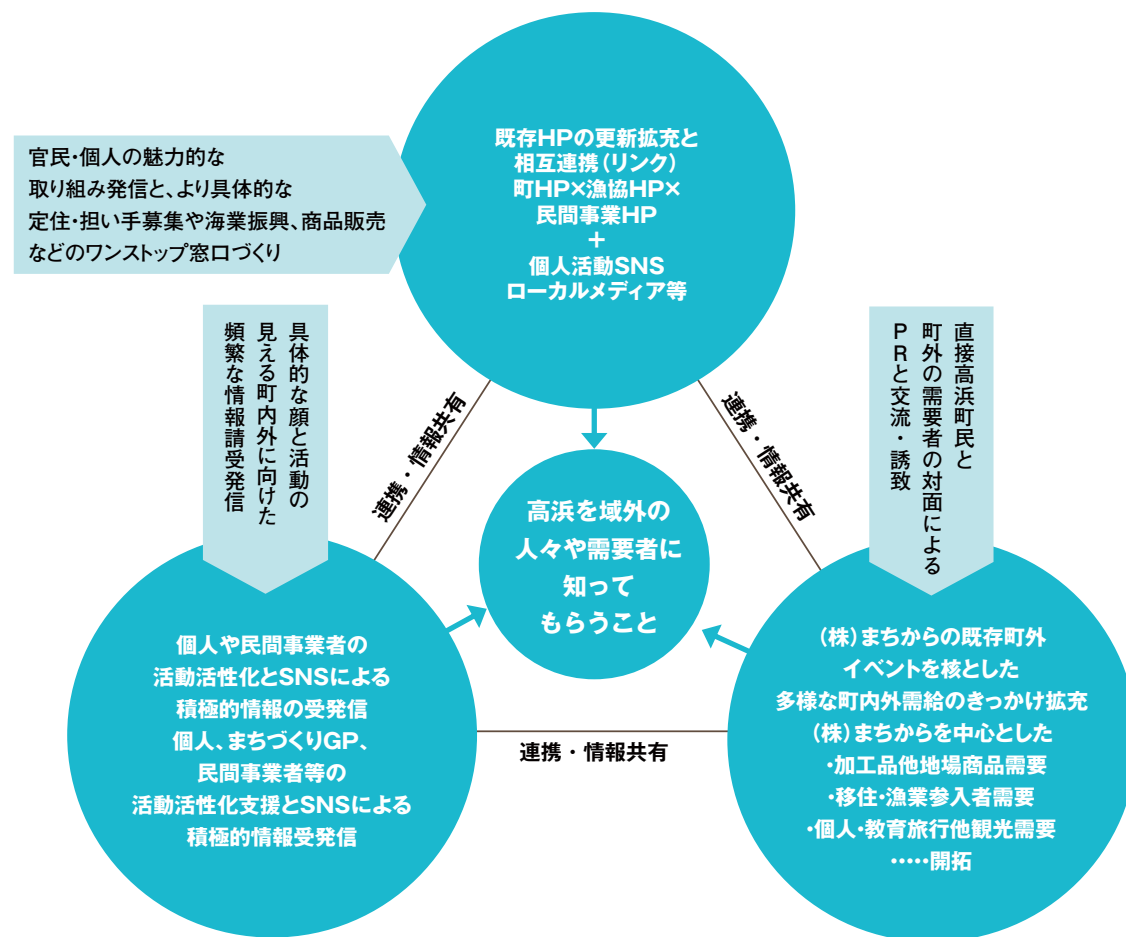 既存HPの更新拡充と
相互連携（リンク）
町HP×漁協HP×
民間事業HP
＋
個人活動SNS
ローカルメディア等
官民・個人の魅力的な
取り組み発信と、より具体的な
定住・担い手募集や海業振興、商品販売
などのワンストップ窓口づくり
具体的な顔と活動の
見える町内外に向けた
頻繁な情報請受発信
直接高浜町民と
町外の需要者の対面による
PRと交流・誘致
連携・情報共有
連携・情報共有
高浜を域外の
人々や需要者に
知って
もらうこと
個人や民間事業者の
活動活性化とSNSによる
積極的情報の受発信
個人、まちづくりGP、
民間事業者等の
活動活性化支援とSNSによる
積極的情報受発信
連携・情報共有
（株）まちからの既存町外
イベントを核とした
多様な町内外需給のきっかけ拡充
（株）まちからを中心とした
・加工品他地場商品需要
・移住・漁業参入者需要
・個人・教育旅行他観光需要
・・・・・開拓